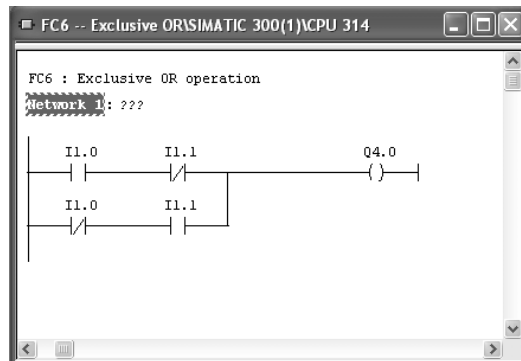 FC6 -- Exclusive OR\SIMATIC 300(1)\CPU 314
FC6 : Exclusive OR operation
Network 1: ???
I1.0 I1.1 Q4.0
I1.0 I1.1